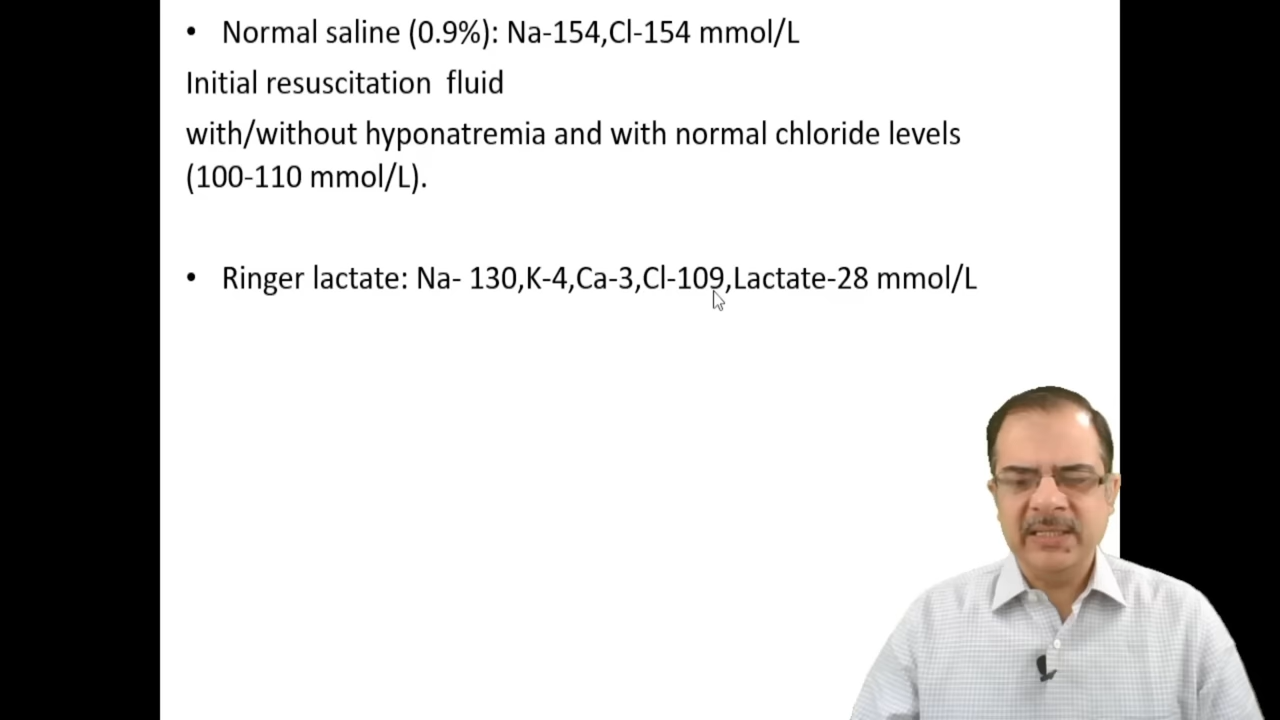 • Normal saline (0.9%): Na-154,Cl-154 mmol/L
Initial resuscitation fluid
with/without hyponatremia and with normal chloride levels
(100-110 mmol/L).
• Ringer lactate: Na- 130,K-4,Ca-3,Cl-109,Lactate-28 mmol/L